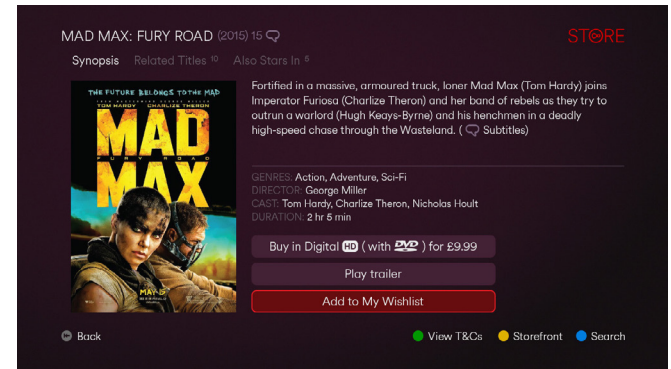 MAD MAX: FURY ROAD (2015) 15
STORE
Synopsis Related Titles 10 Also Stars In 5
THE FUTURE BELONGS TO THE MAD
TOM HARDY CHARLIZE THERON
MAD
FURY ROAD
MAX
MAY 15
Fortified in a massive, armoured truck, loner Mad Max (Tom Hardy) joins
Imperator Furiosa (Charlize Theron) and her band of rebels as they try to
outrun a warlord (Hugh Keays-Byrne) and his henchmen in a deadly
high-speed chase through the Wasteland. ( Subtitles)
GENRES: Action, Adventure, Sci-Fi
DIRECTOR: George Miller
CAST: Tom Hardy, Charlize Theron, Nicholas Hoult
DURATION: 2 hr 5 min
Buy in Digital HD (with DVD) for £9.99
Play trailer
Add to My Wishlist
Back
View T&Cs Storefront Search